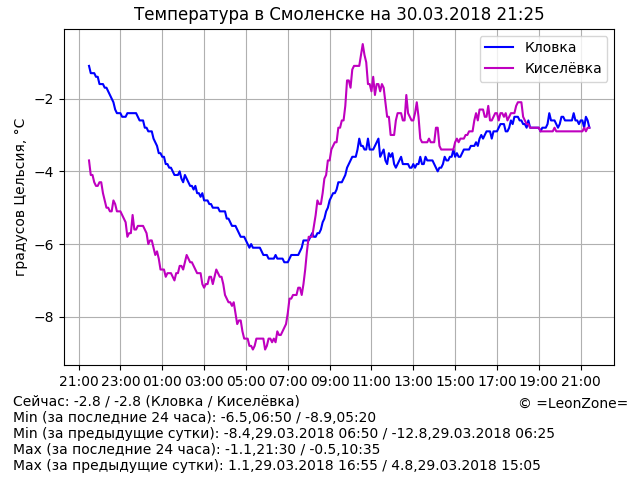 Температура в Смоленске на 30.03.2018 21:25
Кловка
Киселёвка
градусов Цельсия, °C
−2
−4
−6
−8
21:00 23:00 01:00 03:00 05:00 07:00 09:00 11:00 13:00 15:00 17:00 19:00 21:00
Сейчас: -2.8 / -2.8 (Кловка / Киселёвка)
© =LeonZone=
Min (за последние 24 часа): -6.5,06:50 / -8.9,05:20
Min (за предыдущие сутки): -8.4,29.03.2018 06:50 / -12.8,29.03.2018 06:25
Max (за последние 24 часа): -1.1,21:30 / -0.5,10:35
Max (за предыдущие сутки): 1.1,29.03.2018 16:55 / 4.8,29.03.2018 15:05